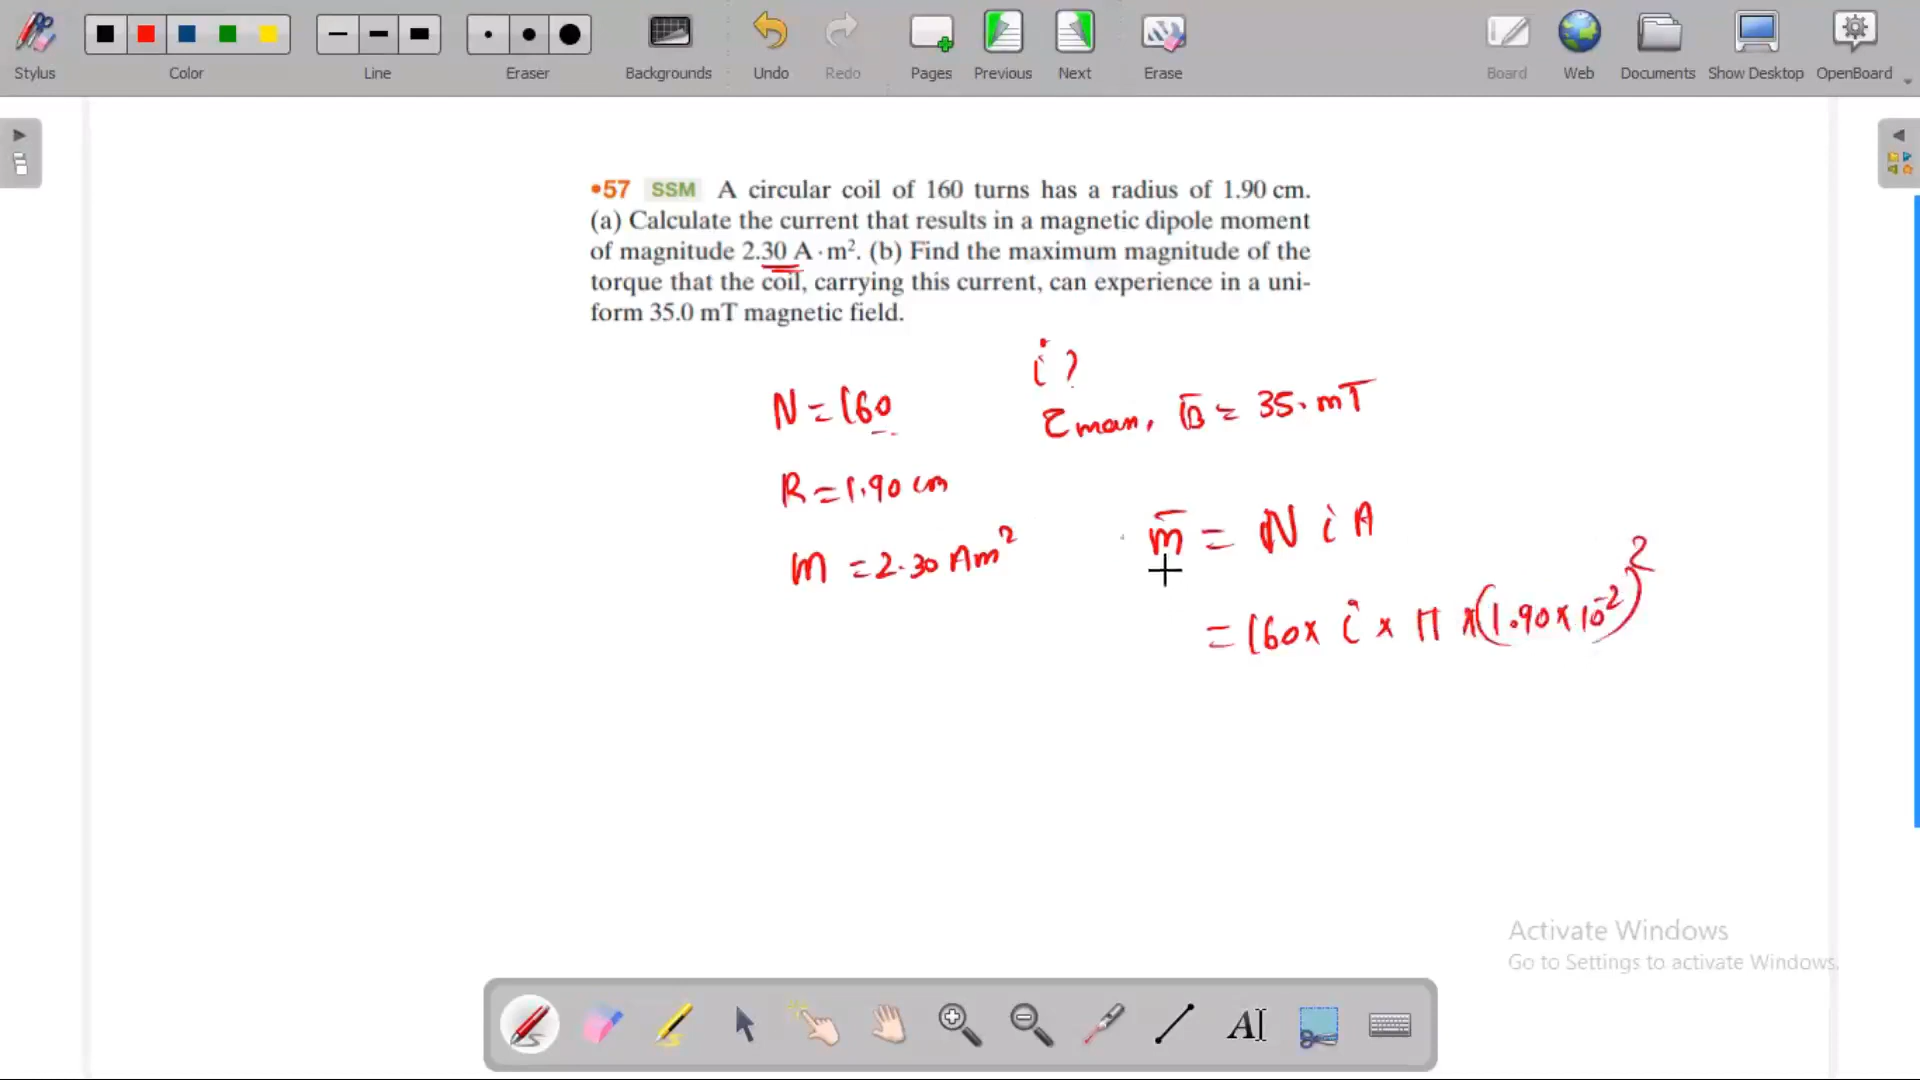 Stylus Color Line Eraser Backgrounds Undo Redo Pages Previous Next Erase Board Web Documents Show Desktop OpenBoard
•57 SSM A circular coil of 160 turns has a radius of 1.90 cm.
(a) Calculate the current that results in a magnetic dipole moment
of magnitude 2.30 A·m². (b) Find the maximum magnitude of the
torque that the coil, carrying this current, can experience in a uni-
form 35.0 mT magnetic field.
i ?
N = 160
τman, B = 35. mT
R = 1.90 cm
m = N i A
m = 2.30 Am²
= 160 × i × π × (1.90 × 10⁻²)²
Activate Windows
Go to Settings to activate Windows.
AI